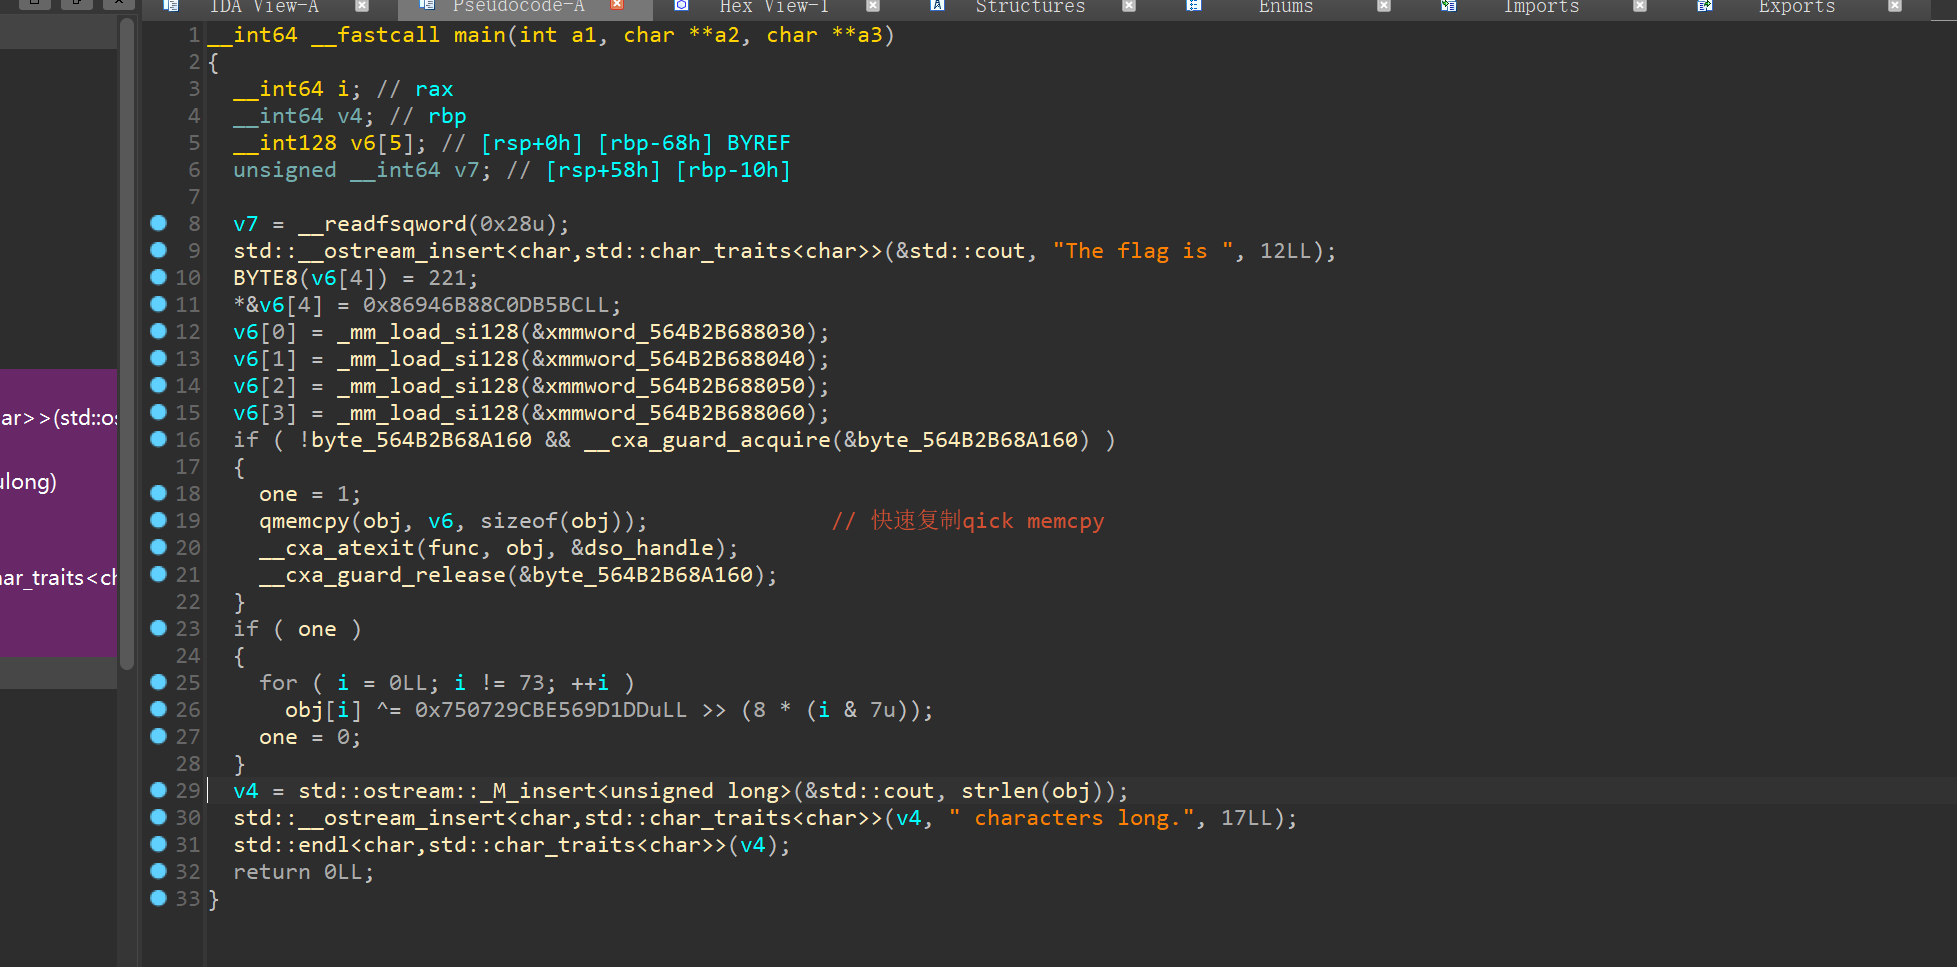 IDA View-A Pseudocode-A Hex View-1 Structures Enums Imports Exports
1 __int64 __fastcall main(int a1, char **a2, char **a3)
2 {
3 __int64 i; // rax
4 __int64 v4; // rbp
5 __int128 v6[5]; // [rsp+0h] [rbp-68h] BYREF
6 unsigned __int64 v7; // [rsp+58h] [rbp-10h]
7
8 v7 = __readfsqword(0x28u);
9 std::__ostream_insert<char,std::char_traits<char>>(&std::cout, "The flag is ", 12LL);
10 BYTE8(v6[4]) = 221;
11 *&v6[4] = 0x86946B88C0DB5BCLL;
12 v6[0] = _mm_load_si128(&xmmword_564B2B688030);
13 v6[1] = _mm_load_si128(&xmmword_564B2B688040);
14 v6[2] = _mm_load_si128(&xmmword_564B2B688050);
15 v6[3] = _mm_load_si128(&xmmword_564B2B688060);
16 if ( !byte_564B2B68A160 && __cxa_guard_acquire(&byte_564B2B68A160) )
17 {
18 one = 1;
19 qmemcpy(obj, v6, sizeof(obj)); // 快速复制qick memcpy
20 __cxa_atexit(func, obj, &dso_handle);
21 __cxa_guard_release(&byte_564B2B68A160);
22 }
23 if ( one )
24 {
25 for ( i = 0LL; i != 73; ++i )
26 obj[i] ^= 0x750729CBE569D1DDuLL >> (8 * (i & 7u));
27 one = 0;
28 }
29 v4 = std::ostream::_M_insert<unsigned long>(&std::cout, strlen(obj));
30 std::__ostream_insert<char,std::char_traits<char>>(v4, " characters long.", 17LL);
31 std::endl<char,std::char_traits<char>>(v4);
32 return 0LL;
33 }
ar>>(std::os
ulong)
ar_traits<ch